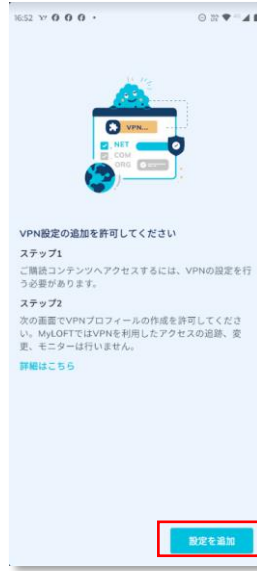 16:52
VPN...
NET
COM
ORG
VPN設定の追加を許可してください
ステップ1
ご購読コンテンツへアクセスするには、VPNの設定を行
う必要があります。
ステップ2
次の画面でVPNプロフィールの作成を許可してくださ
い。MyLOFTではVPNを利用したアクセスの追跡、変
更、モニターは行いません。
詳細はこちら
設定を追加